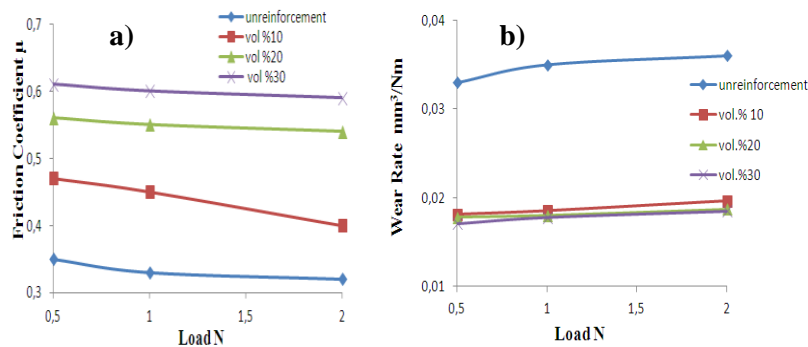 a)
unreinforcement
vol %10
vol %20
vol %30
Friction Coefficient µ
0,7
0,6
0,5
0,4
0,3
0,5
1
1,5
2
Load N
b)
unreinforcement
vol.% 10
vol.%20
vol.%30
Wear Rate mm³/Nm
0,04
0,03
0,02
0,01
0,5
1
1,5
2
Load N